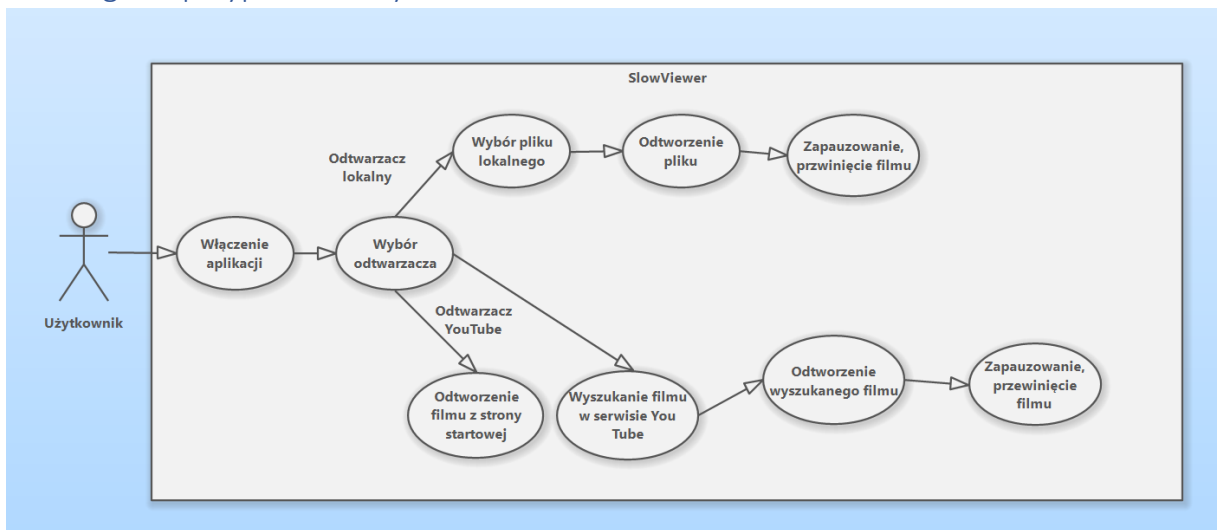 SlowViewer
Wybór pliku
lokalnego
Odtworzenie
pliku
Zapauzowanie,
przwinięcie filmu
Odtwarzacz
lokalny
Włączenie
aplikacji
Wybór
odtwarzacza
Użytkownik
Odtwarzacz
YouTube
Odtworzenie
filmu z strony
startowej
Wyszukanie filmu
w serwisie You
Tube
Odtworzenie
wyszukanego filmu
Zapauzowanie,
przewinięcie
filmu